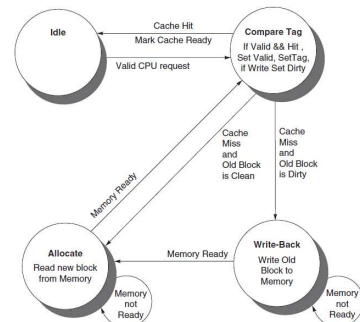 Idle
Cache Hit
Mark Cache Ready
Valid CPU request
Compare Tag
If Valid && Hit ,
Set Valid, SetTag,
if Write Set Dirty
Cache
Miss
and
Old Block
is Clean
Cache
Miss
and
Old Block
is Dirty
Memory Ready
Allocate
Read new block
from Memory
Memory Ready
Write-Back
Write Old
Block to
Memory
Memory
not
Ready
Memory
not
Ready